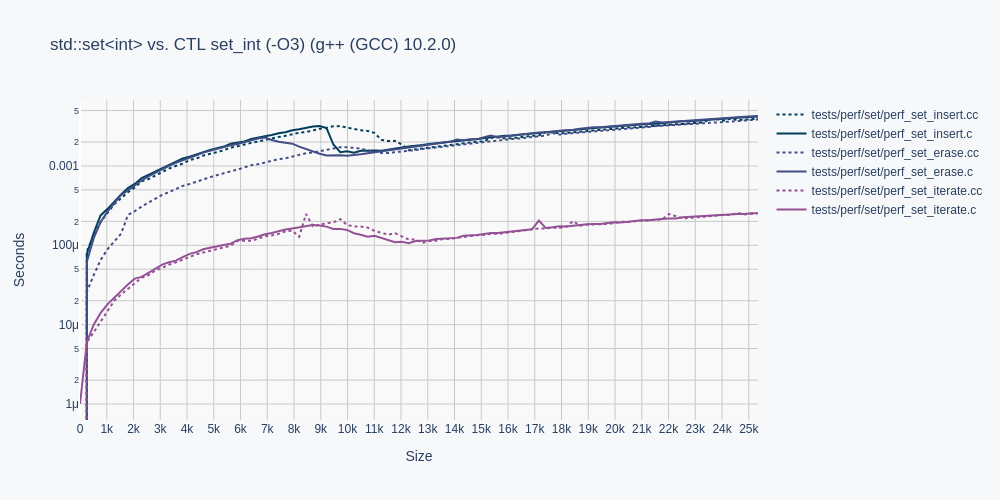 std::set<int> vs. CTL set_int (-O3) (g++ (GCC) 10.2.0)
5
2
0.001
5
2
100μ
5
2
10μ
5
2
1μ
Seconds
0 1k 2k 3k 4k 5k 6k 7k 8k 9k 10k 11k 12k 13k 14k 15k 16k 17k 18k 19k 20k 21k 22k 23k 24k 25k
Size
tests/perf/set/perf_set_insert.cc
tests/perf/set/perf_set_insert.c
tests/perf/set/perf_set_erase.cc
tests/perf/set/perf_set_erase.c
tests/perf/set/perf_set_iterate.cc
tests/perf/set/perf_set_iterate.c